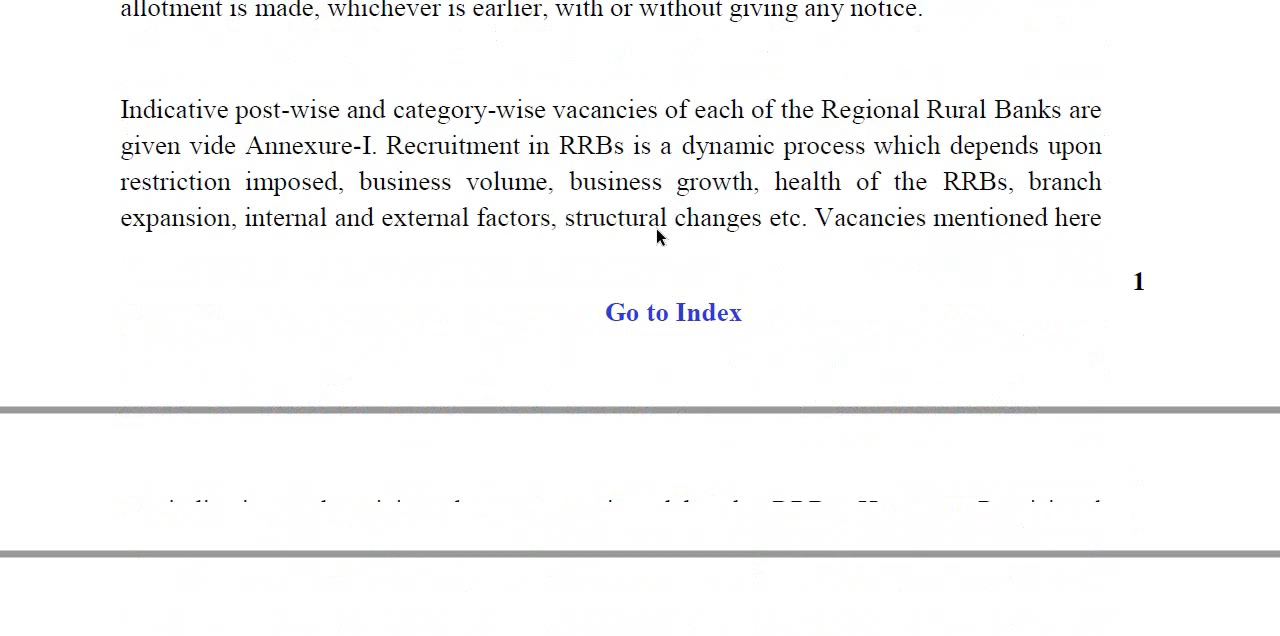 allotment is made, whichever is earlier, with or without giving any notice.
Indicative post-wise and category-wise vacancies of each of the Regional Rural Banks are
given vide Annexure-I. Recruitment in RRBs is a dynamic process which depends upon
restriction imposed, business volume, business growth, health of the RRBs, branch
expansion, internal and external factors, structural changes etc. Vacancies mentioned here
1
Go to Index